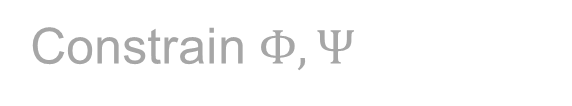 Constrain Φ, Ψ